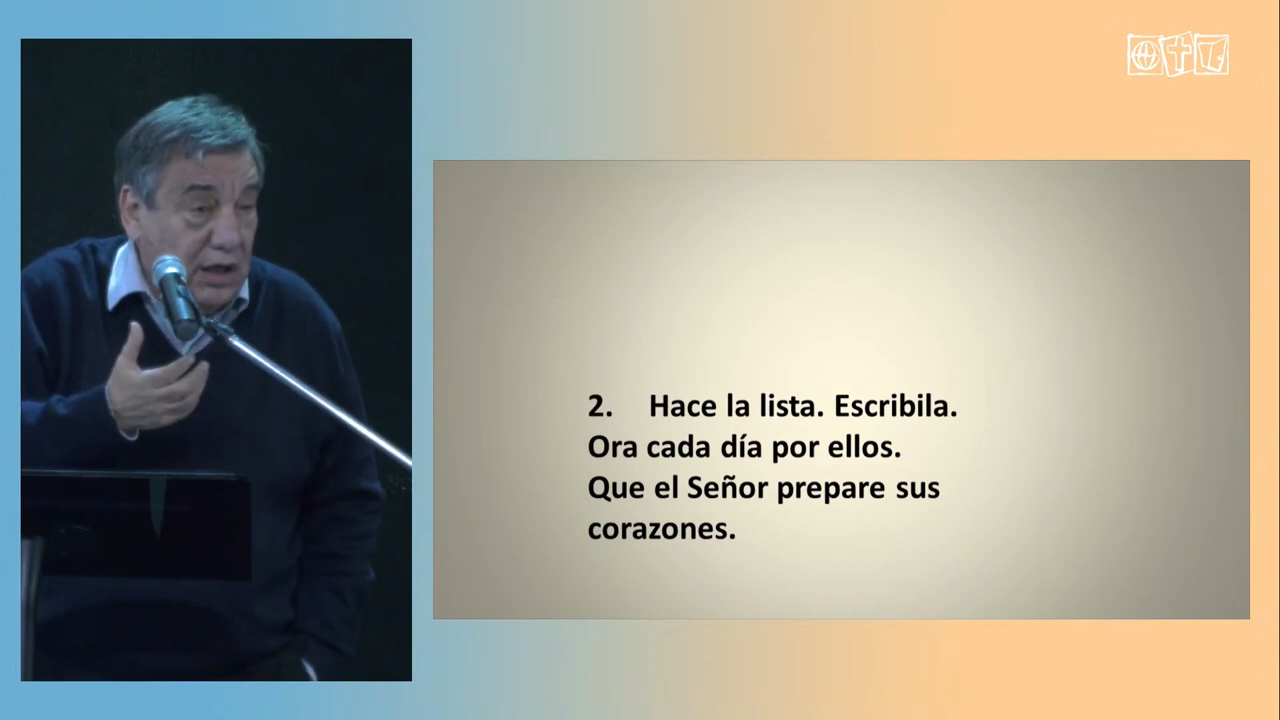 2. Hace la lista. Escribila.
Ora cada día por ellos.
Que el Señor prepare sus
corazones.